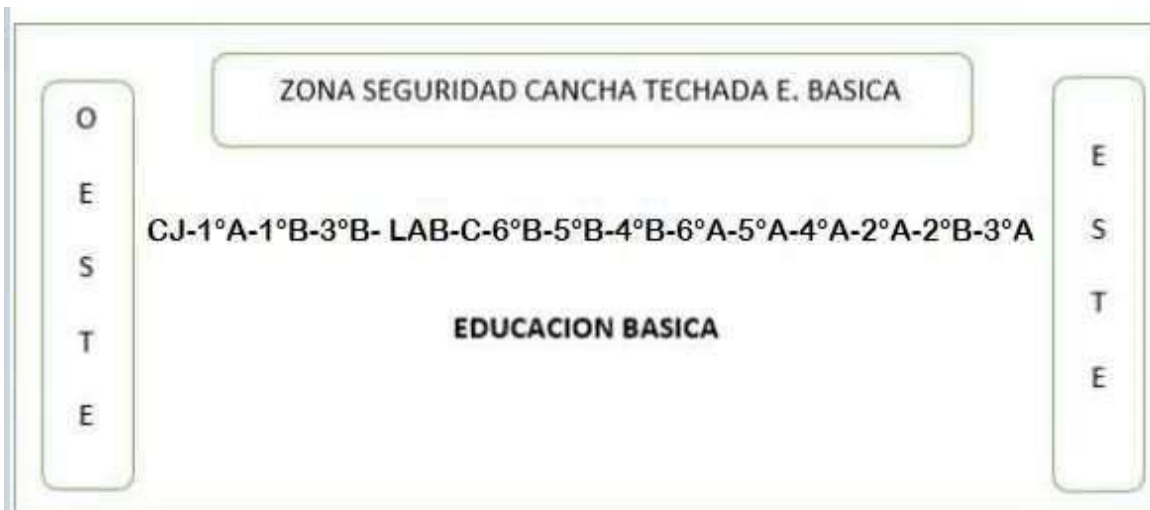 ZONA SEGURIDAD CANCHA TECHADA E. BASICA
O
E
S
T
E
CJ-1°A-1°B-3°B- LAB-C-6°B-5°B-4°B-6°A-5°A-4°A-2°A-2°B-3°A
EDUCACION BASICA
E
S
T
E